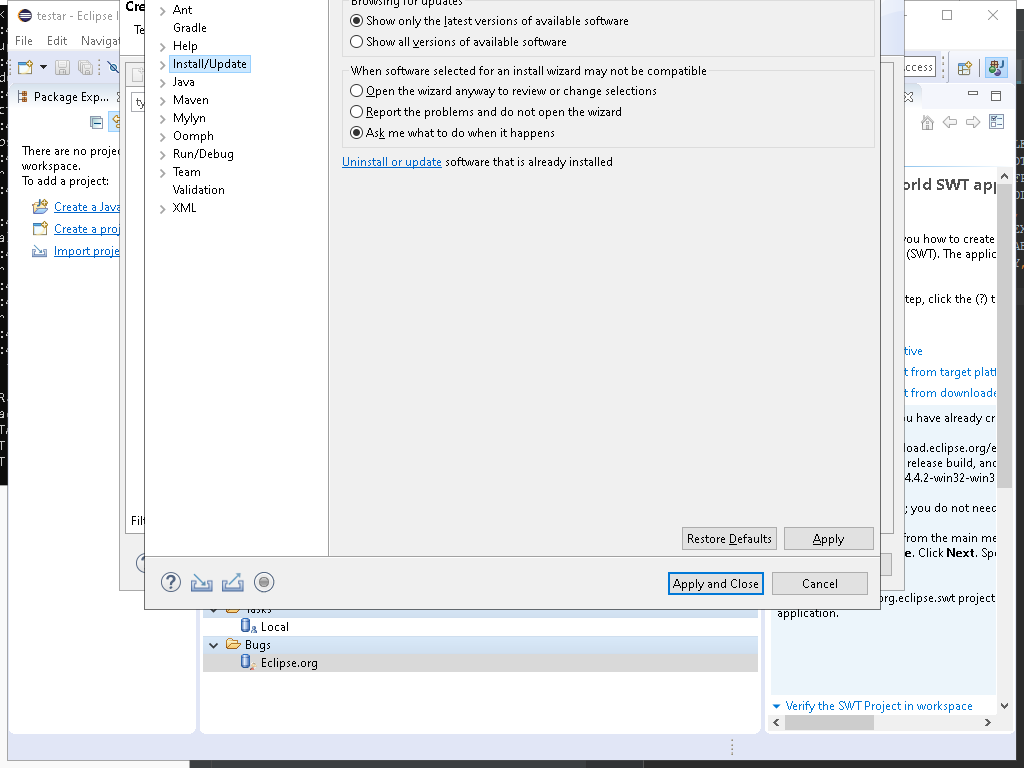 testar - Eclipse
File Edit Navigat
Package Exp...
There are no proje
workspace.
To add a project:
Create a Java
Create a proj
Import proje
Cre
Te
ty
Filt
Ant
Gradle
Help
Install/Update
Java
Maven
Mylyn
Oomph
Run/Debug
Team
Validation
XML
Browsing for updates
Show only the latest versions of available software
Show all versions of available software
When software selected for an install wizard may not be compatible
Open the wizard anyway to review or change selections
Report the problems and do not open the wizard
Ask me what to do when it happens
Uninstall or update software that is already installed
Restore Defaults
Apply
Apply and Close
Cancel
Tasks
Local
Bugs
Eclipse.org
ccess
orld SWT app
you how to create
(SWT). The applic
tep, click the (?) t
tive
t from target platf
t from downloade
ou have already cr
load.eclipse.org/e
release build, and
4.4.2-win32-win3
; you do not need
from the main me
e. Click Next. Spe
org.eclipse.swt project
application.
Verify the SWT Project in workspace